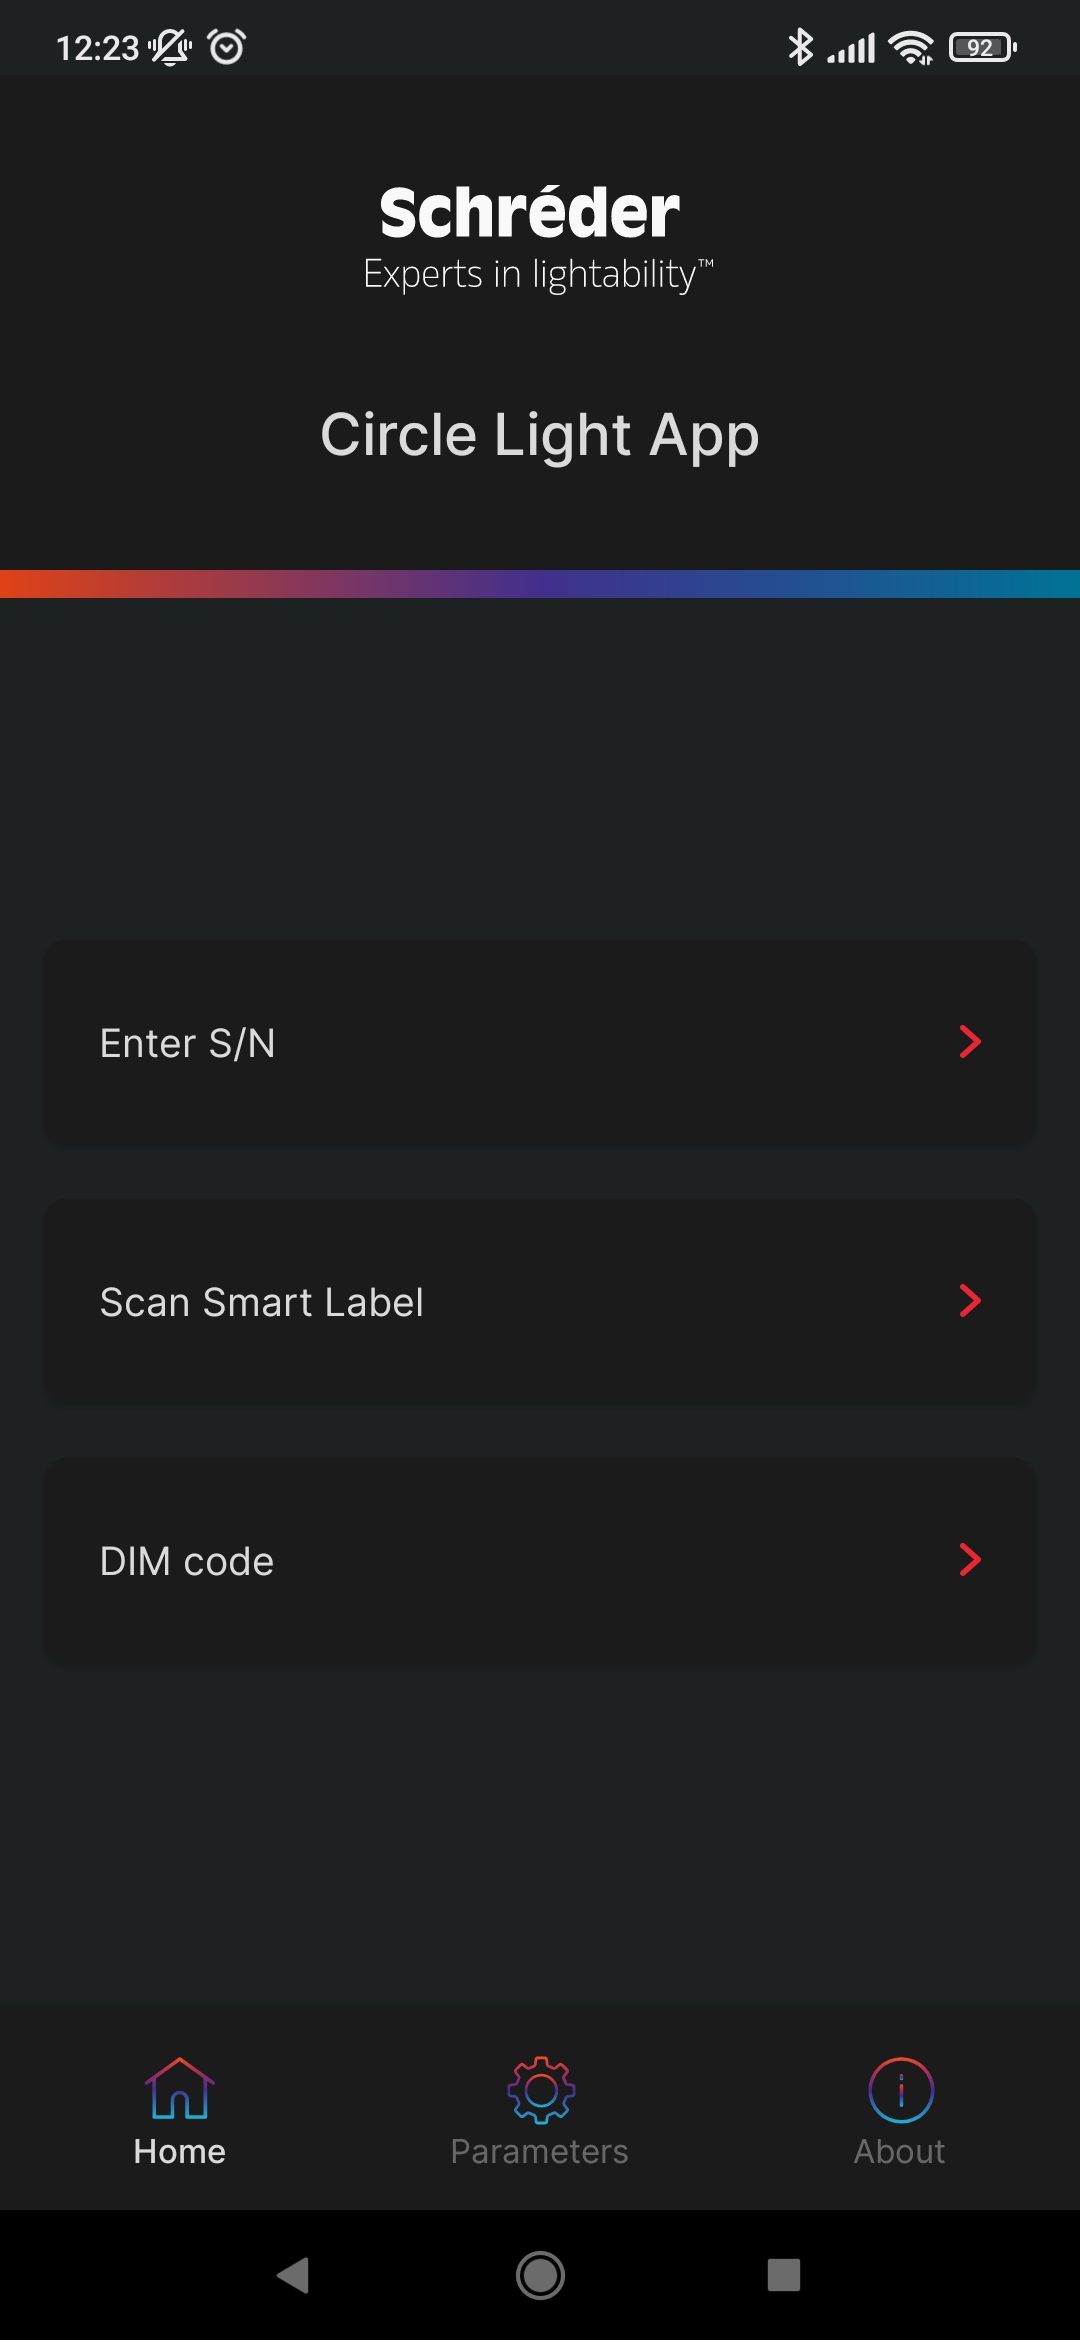 12:23
92
Schréder
Experts in lightability™
Circle Light App
Enter S/N
Scan Smart Label
DIM code
Home
Parameters
About